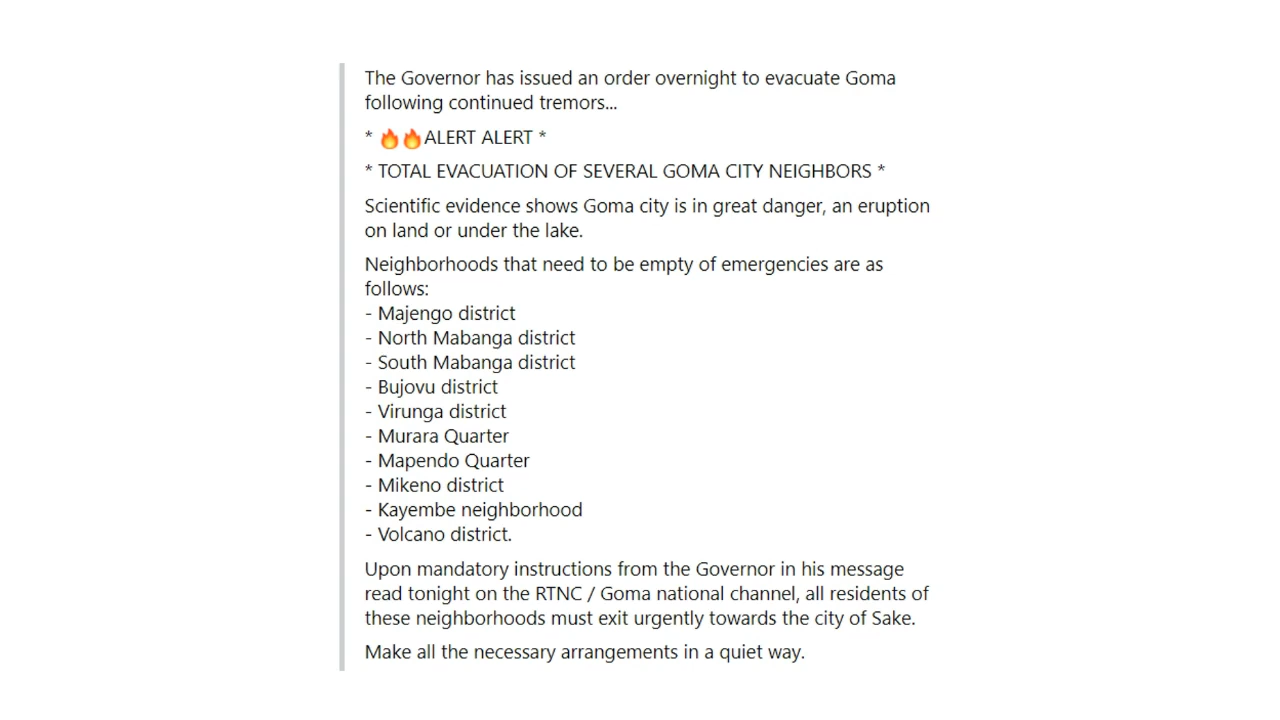 The Governor has issued an order overnight to evacuate Goma
following continued tremors...
* 🔥🔥ALERT ALERT *
* TOTAL EVACUATION OF SEVERAL GOMA CITY NEIGHBORS *
Scientific evidence shows Goma city is in great danger, an eruption
on land or under the lake.
Neighborhoods that need to be empty of emergencies are as
follows:
- Majengo district
- North Mabanga district
- South Mabanga district
- Bujovu district
- Virunga district
- Murara Quarter
- Mapendo Quarter
- Mikeno district
- Kayembe neighborhood
- Volcano district.
Upon mandatory instructions from the Governor in his message
read tonight on the RTNC / Goma national channel, all residents of
these neighborhoods must exit urgently towards the city of Sake.
Make all the necessary arrangements in a quiet way.